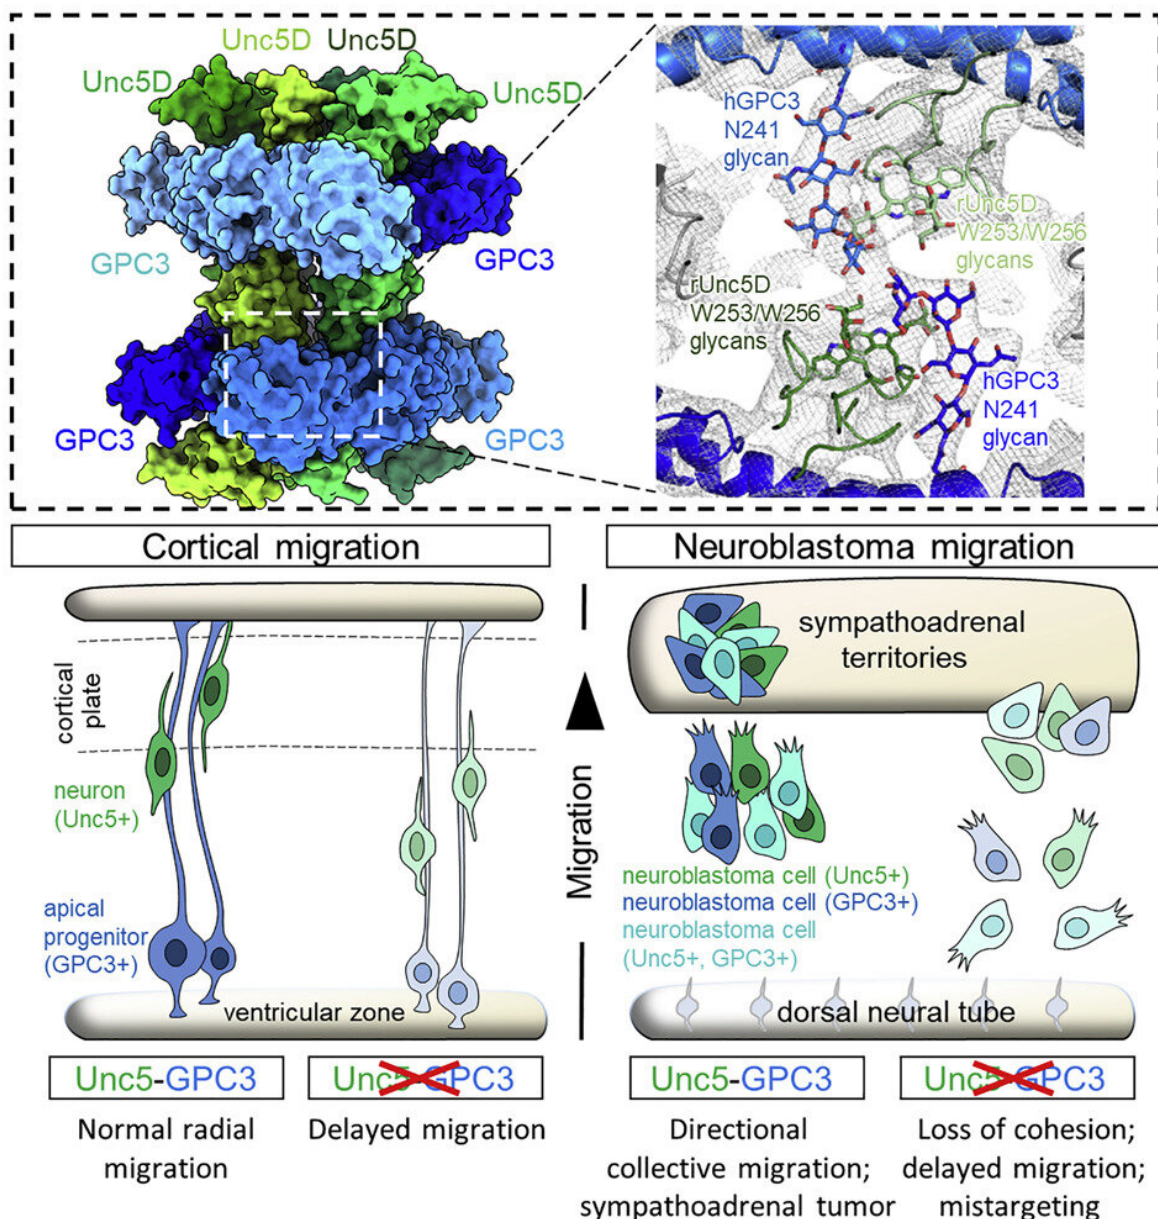 Unc5D Unc5D
Unc5D
Unc5D
GPC3
GPC3
GPC3
GPC3
hGPC3
N241
glycan
rUnc5D
W253/W256
glycans
rUnc5D
W253/W256
glycans
hGPC3
N241
glycan
Cortical migration
cortical
plate
neuron
(Unc5+)
apical
progenitor
(GPC3+)
ventricular zone
Unc5-GPC3
Normal radial
migration
Unc5-GPC3
Delayed migration
Migration
Neuroblastoma migration
sympathoadrenal
territories
neuroblastoma cell (Unc5+)
neuroblastoma cell (GPC3+)
neuroblastoma cell
(Unc5+, GPC3+)
dorsal neural tube
Unc5-GPC3
Directional
collective migration;
sympathoadrenal tumor
Unc5-GPC3
Loss of cohesion;
delayed migration;
mistargeting